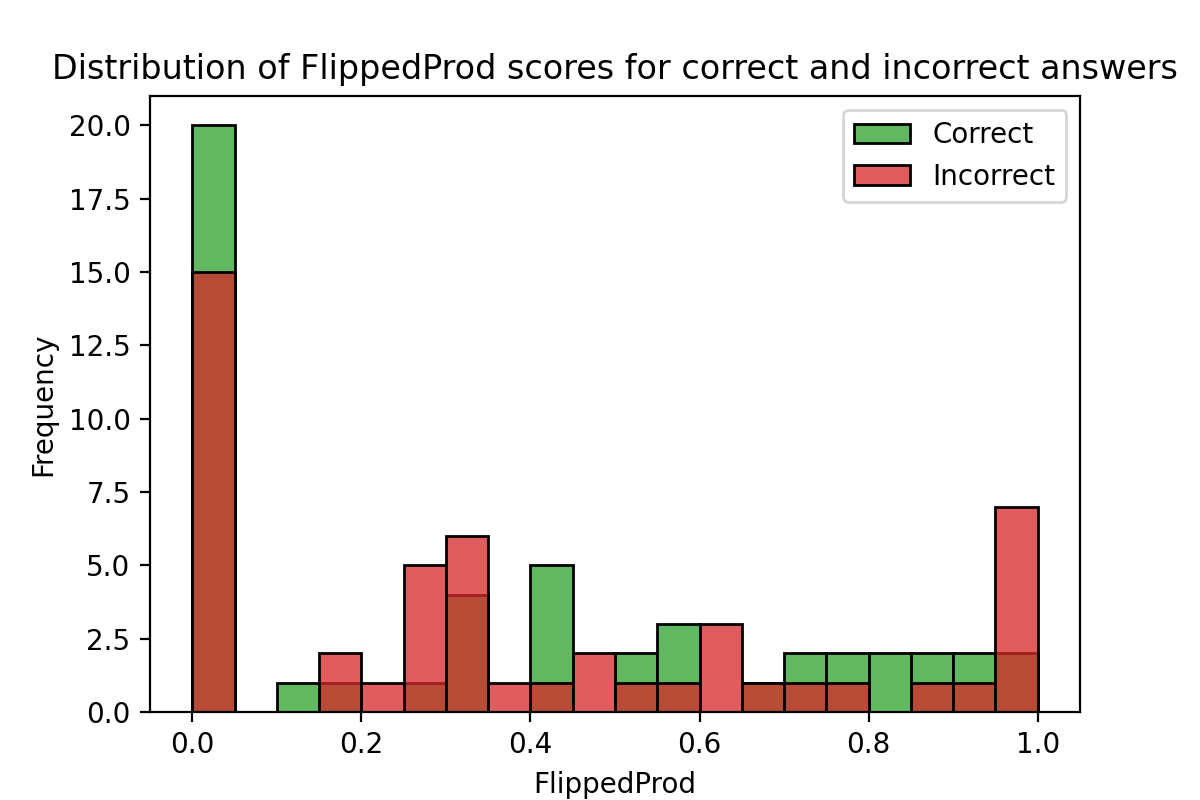 Distribution of FlippedProd scores for correct and incorrect answers
20.0
17.5
15.0
12.5
10.0
7.5
5.0
2.5
0.0
Frequency
Correct
Incorrect
0.0 0.2 0.4 0.6 0.8 1.0
FlippedProd